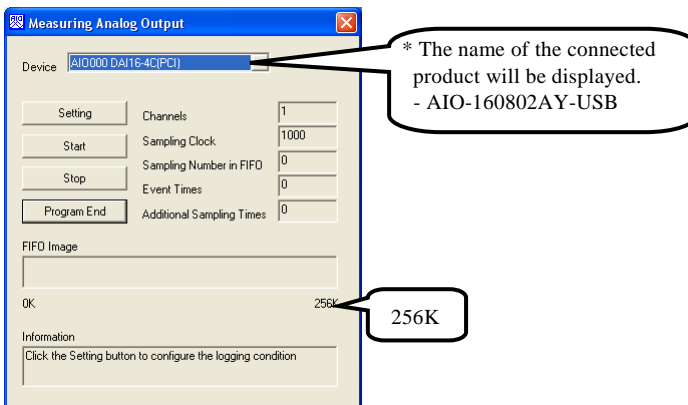 Measuring Analog Output
Device
AIO000 DAI16-4C(PCI)
* The name of the connected
product will be displayed.
- AIO-160802AY-USB
Setting
Start
Stop
Program End
Channels
1
Sampling Clock
1000
Sampling Number in FIFO
0
Event Times
0
Additional Sampling Times
0
FIFO Image
0K
256K
256K
Information
Click the Setting button to configure the logging condition